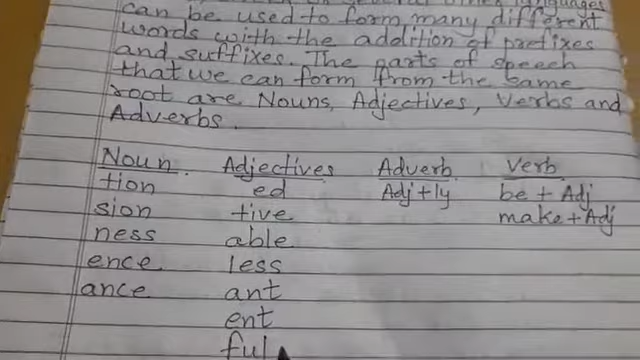 languages
can be used to form many different
words with the addition of prefixes
and suffixes. The parts of speech
that we can form from the same
root are Nouns, Adjectives, Verbs and
Adverbs.
Noun. Adjectives Adverb Verb
tion ed Adj+ly be + Adj
sion tive make+Adj
ness able
ence less
ance ant
ent
ful